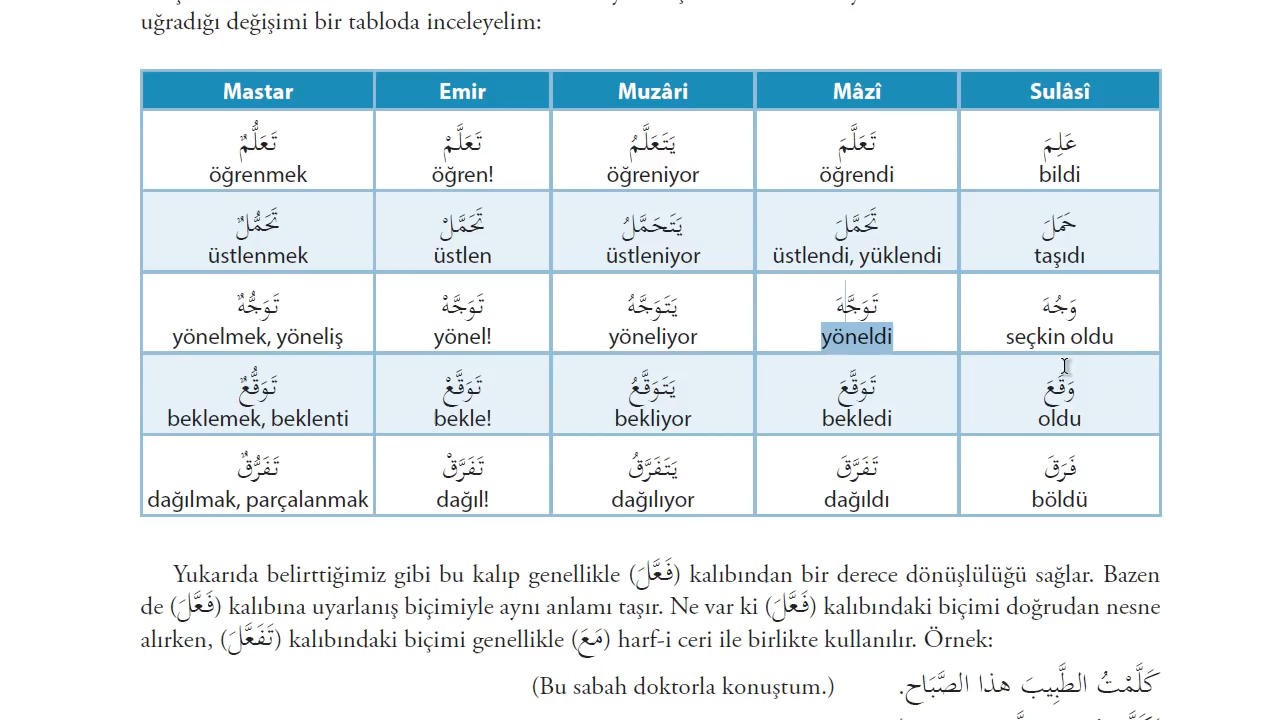 uğradığı değişimi bir tabloda inceleyelim:
Mastar Emir Muzâri Mâzî Sulâsî
تَعَلُّمٌ تَعَلَّمْ يَتَعَلَّمُ تَعَلَّمَ عَلِمَ
öğrenmek öğren! öğreniyor öğrendi bildi
تَحَمُّلٌ تَحَمَّلْ يَتَحَمَّلُ تَحَمَّلَ حَمَلَ
üstlenmek üstlen üstleniyor üstlendi, yüklendi taşıdı
تَوَجُّهٌ تَوَجَّهْ يَتَوَجَّهُ تَوَجَّهَ وَجُهَ
yönelmek, yöneliş yönel! yöneliyor yöneldi seçkin oldu
تَوَقُّعٌ تَوَقَّعْ يَتَوَقَّعُ تَوَقَّعَ وَقَعَ
beklemek, beklenti bekle! bekliyor bekledi oldu
تَفَرُّقٌ تَفَرَّقْ يَتَفَرَّقُ تَفَرَّقَ فَرَقَ
dağılmak, parçalanmak dağıl! dağılıyor dağıldı böldü
Yukarıda belirttiğimiz gibi bu kalıp genellikle (فَعَّلَ) kalıbından bir derece dönüşlülüğü sağlar. Bazen
de (فَعَّلَ) kalıbına uyarlanış biçimiyle aynı anlamı taşır. Ne var ki (فَعَّلَ) kalıbındaki biçimi doğrudan nesne
alırken, (تَفَعَّلَ) kalıbındaki biçimi genellikle (مَعَ) harf-i ceri ile birlikte kullanılır. Örnek:
(Bu sabah doktorla konuştum.) كَلَّمْتُ الطَّبِيبَ هذا الصَّبَاح.